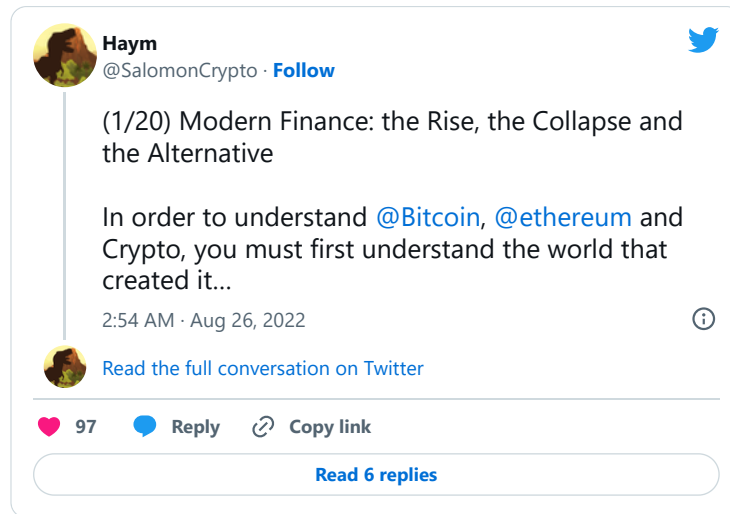 Haym
@SalomonCrypto · Follow
(1/20) Modern Finance: the Rise, the Collapse and
the Alternative
In order to understand @Bitcoin, @ethereum and
Crypto, you must first understand the world that
created it...
2:54 AM · Aug 26, 2022
Read the full conversation on Twitter
97 Reply Copy link
Read 6 replies